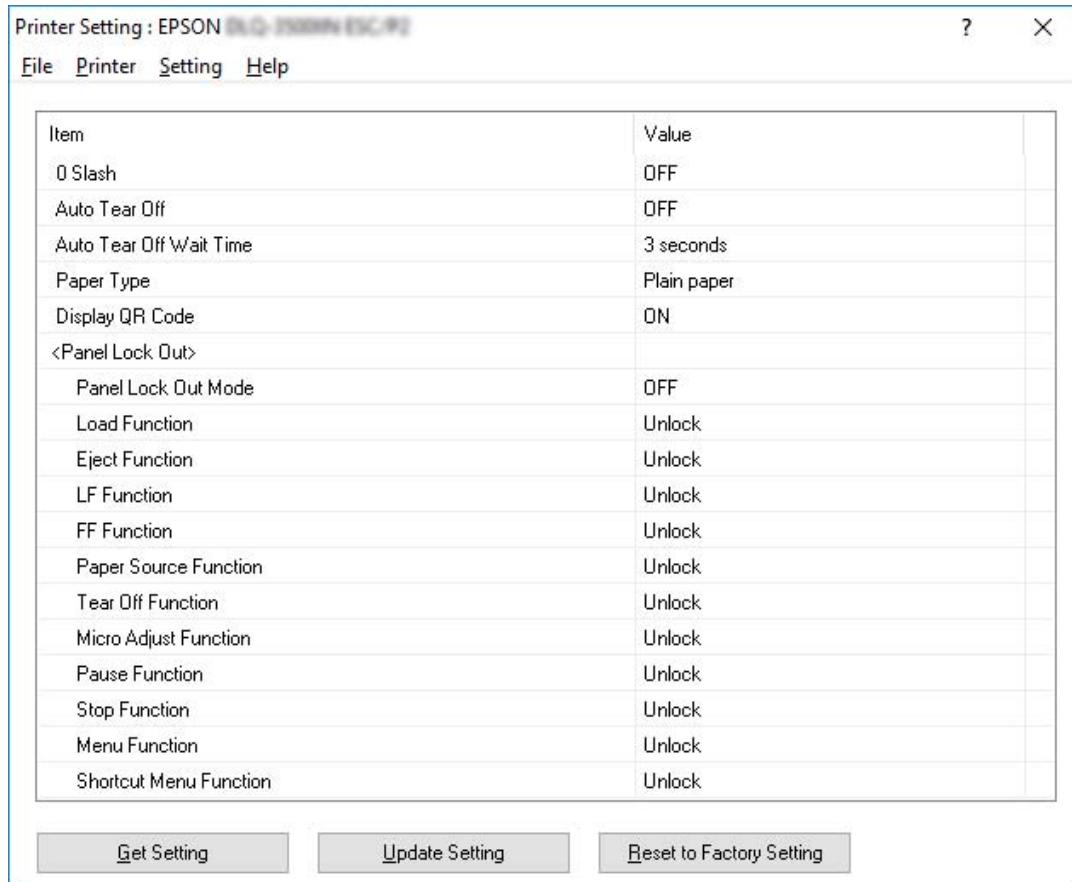 Printer Setting : EPSON
? ×
File Printer Setting Help
Item Value
0 Slash OFF
Auto Tear Off OFF
Auto Tear Off Wait Time 3 seconds
Paper Type Plain paper
Display QR Code ON
<Panel Lock Out>
Panel Lock Out Mode OFF
Load Function Unlock
Eject Function Unlock
LF Function Unlock
FF Function Unlock
Paper Source Function Unlock
Tear Off Function Unlock
Micro Adjust Function Unlock
Pause Function Unlock
Stop Function Unlock
Menu Function Unlock
Shortcut Menu Function Unlock
Get Setting Update Setting Reset to Factory Setting